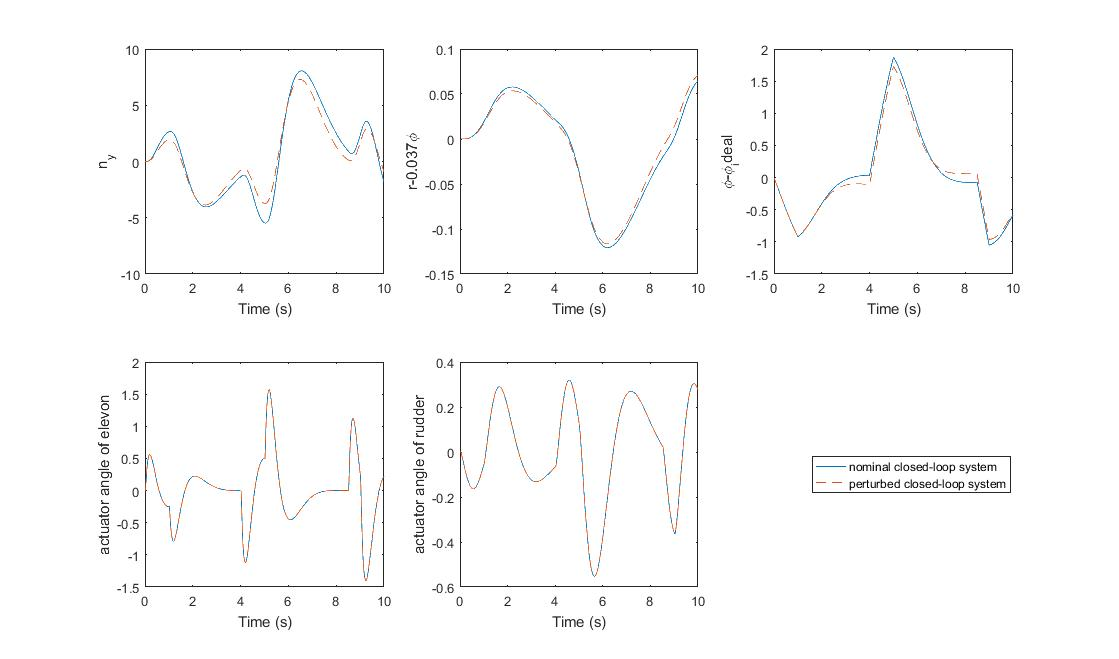 10
5
0
-5
-10
n_y
0 2 4 6 8 10
Time (s)
0.1
0.05
0
-0.05
-0.1
-0.15
r-0.037ϕ
0 2 4 6 8 10
Time (s)
2
1.5
1
0.5
0
-0.5
-1
-1.5
ϕ-ϕ_ideal
0 2 4 6 8 10
Time (s)
2
1.5
1
0.5
0
-0.5
-1
-1.5
actuator angle of elevon
0 2 4 6 8 10
Time (s)
0.4
0.2
0
-0.2
-0.4
-0.6
actuator angle of rudder
0 2 4 6 8 10
Time (s)
nominal closed-loop system
perturbed closed-loop system